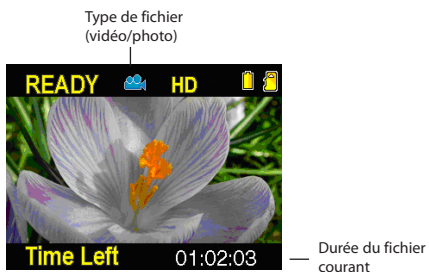 Type de fichier
(vidéo/photo)
READY HD
Time Left 01:02:03
Durée du fichier
courant